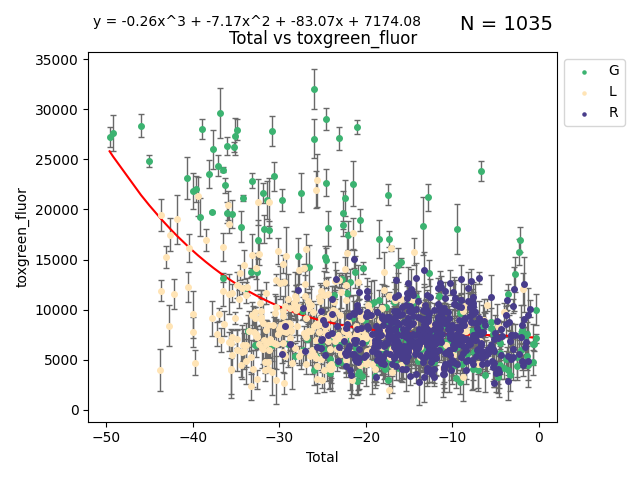 y = -0.26x^3 + -7.17x^2 + -83.07x + 7174.08
N = 1035
Total vs toxgreen_fluor
35000
30000
25000
20000
15000
10000
5000
0
toxgreen_fluor
−50
−40
−30
−20
−10
0
Total
G
L
R